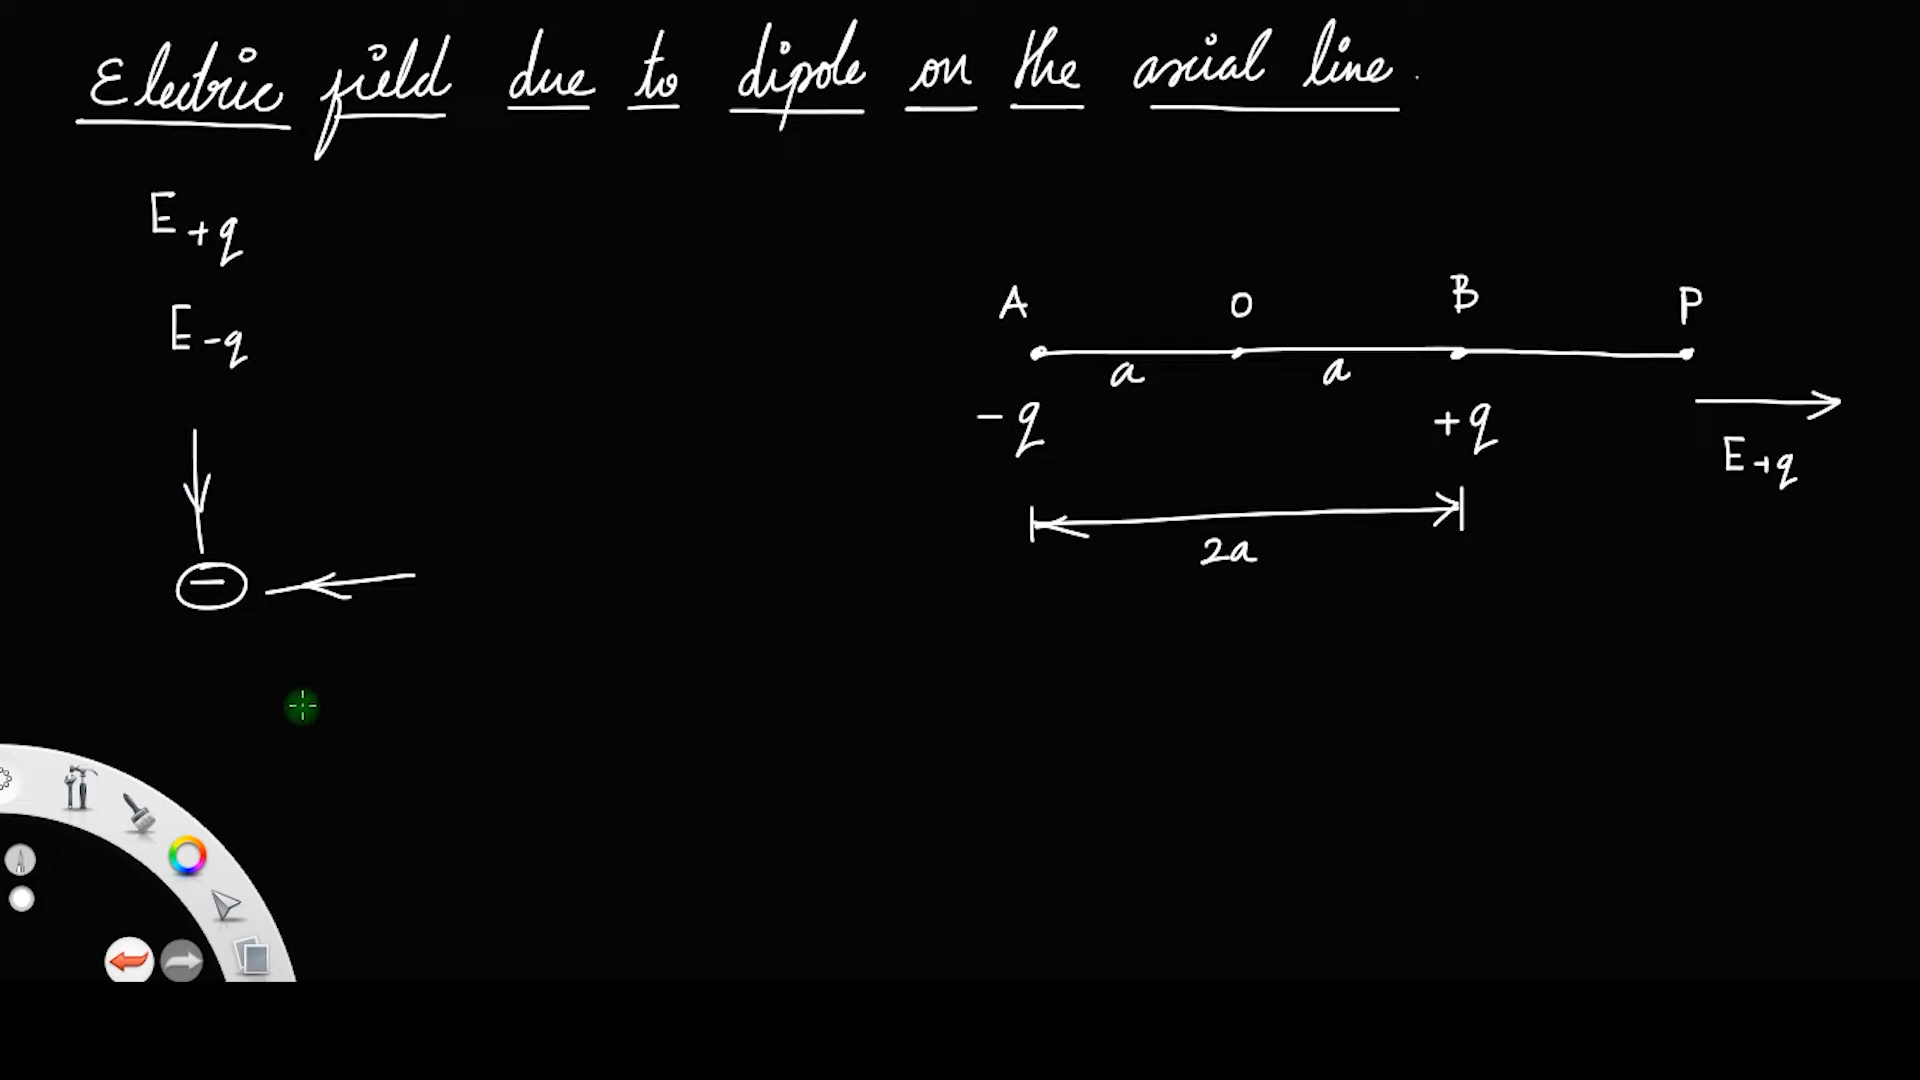 Electric field due to dipole on the axial line.
E+q
E-q
A O B P
a a
-q +q
E+q
2a